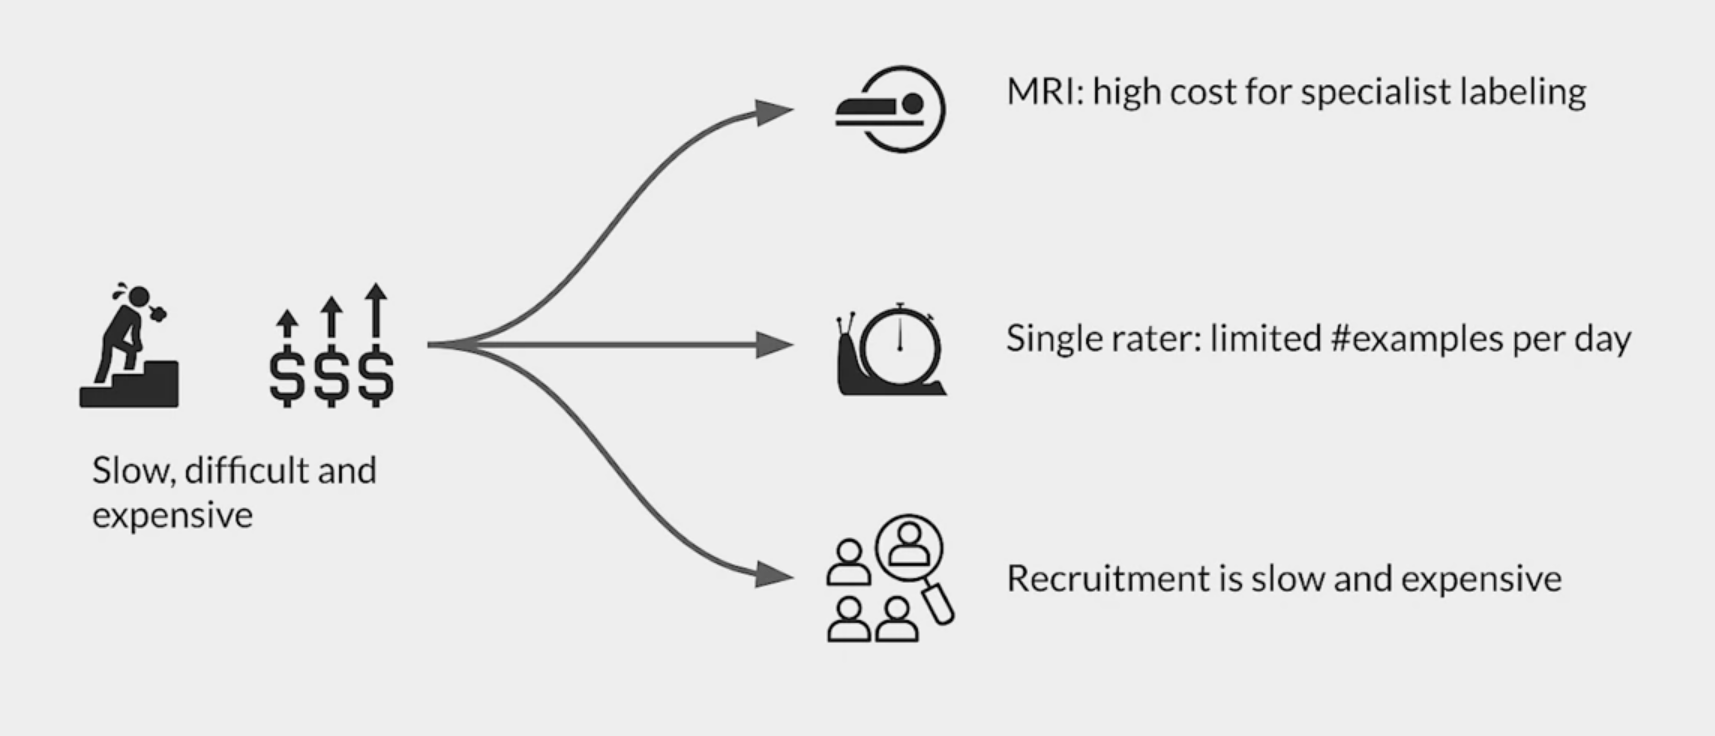 MRI: high cost for specialist labeling
$$$
Single rater: limited #examples per day
Slow, difficult and
expensive
Recruitment is slow and expensive